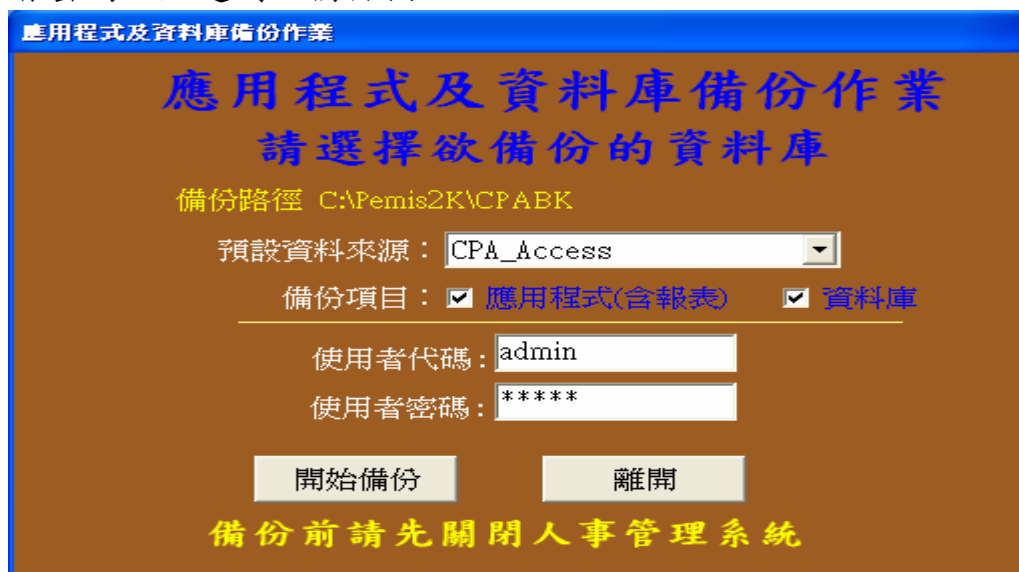 應用程式及資料庫備份作業
應用程式及資料庫備份作業
請選擇欲備份的資料庫
備份路徑 C:\Pemis2K\CPABK
預設資料來源：CPA_Access
備份項目： 應用程式(含報表) 資料庫
使用者代碼：admin
使用者密碼：*****
開始備份 離開
備份前請先關閉人事管理系統